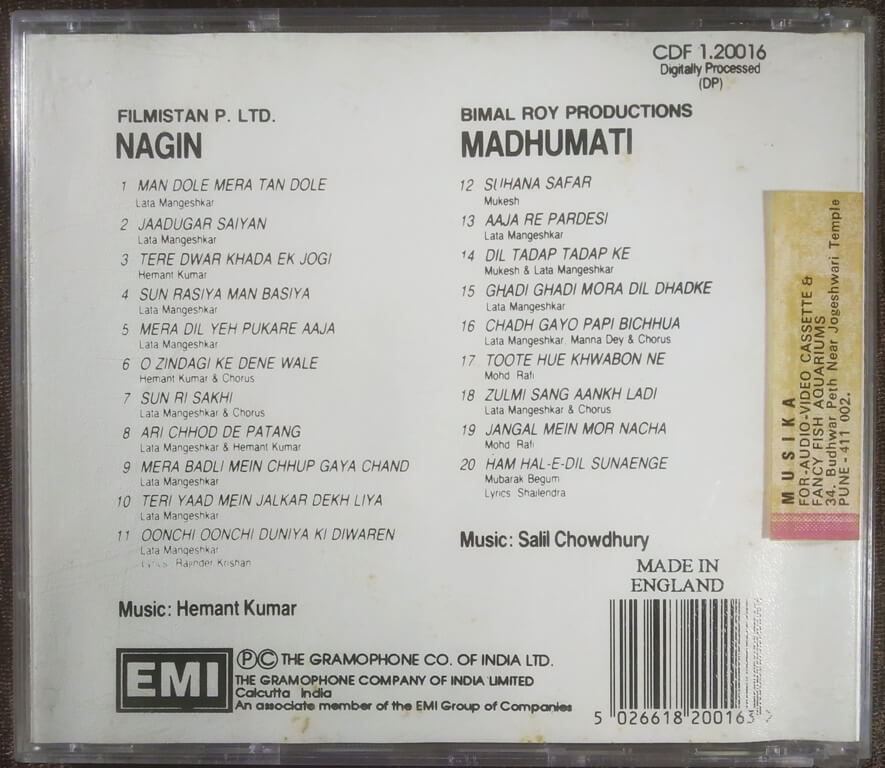 CDF 1.20016
Digitally Processed
(DP)
FILMISTAN P. LTD.
NAGIN
1 MAN DOLE MERA TAN DOLE
Lata Mangeshkar
2 JAADUGAR SAIYAN
Lata Mangeshkar
3 TERE DWAR KHADA EK JOGI
Hemant Kumar
4 SUN RASIYA MAN BASIYA
Lata Mangeshkar
5 MERA DIL YEH PUKARE AAJA
Lata Mangeshkar
6 O ZINDAGI KE DENE WALE
Hemant Kumar & Chorus
7 SUN RI SAKHI
Lata Mangeshkar & Chorus
8 ARI CHHOD DE PATANG
Lata Mangeshkar & Hemant Kumar
9 MERA BADLI MEIN CHHUP GAYA CHAND
Lata Mangeshkar
10 TERI YAAD MEIN JALKAR DEKH LIYA
Lata Mangeshkar
11 OONCHI OONCHI DUNIYA KI DIWAREN
Lata Mangeshkar
Lyrics: Rajinder Krishan
Music: Hemant Kumar
BIMAL ROY PRODUCTIONS
MADHUMATI
12 SUHANA SAFAR
Mukesh
13 AAJA RE PARDESI
Lata Mangeshkar
14 DIL TADAP TADAP KE
Mukesh & Lata Mangeshkar
15 GHADI GHADI MORA DIL DHADKE
Lata Mangeshkar
16 CHADH GAYO PAPI BICHHUA
Lata Mangeshkar, Manna Dey & Chorus
17 TOOTE HUE KHWABON NE
Mohd Rafi
18 ZULMI SANG AANKH LADI
Lata Mangeshkar & Chorus
19 JANGAL MEIN MOR NACHA
Mohd Rafi
20 HAM HAL-E-DIL SUNAENGE
Mubarak Begum
Lyrics Shailendra
Music: Salil Chowdhury
MADE IN
ENGLAND
5 026618 200163
EMI
Ⓟ© THE GRAMOPHONE CO. OF INDIA LTD.
THE GRAMOPHONE COMPANY OF INDIA LIMITED
Calcutta India
An associate member of the EMI Group of Companies
MUSIKA
FOR-AUDIO-VIDEO CASSETTE &
FANCY FISH AQUARIUMS
34, Budhwar Peth Near Jogeshwari Temple
PUNE - 411 002.